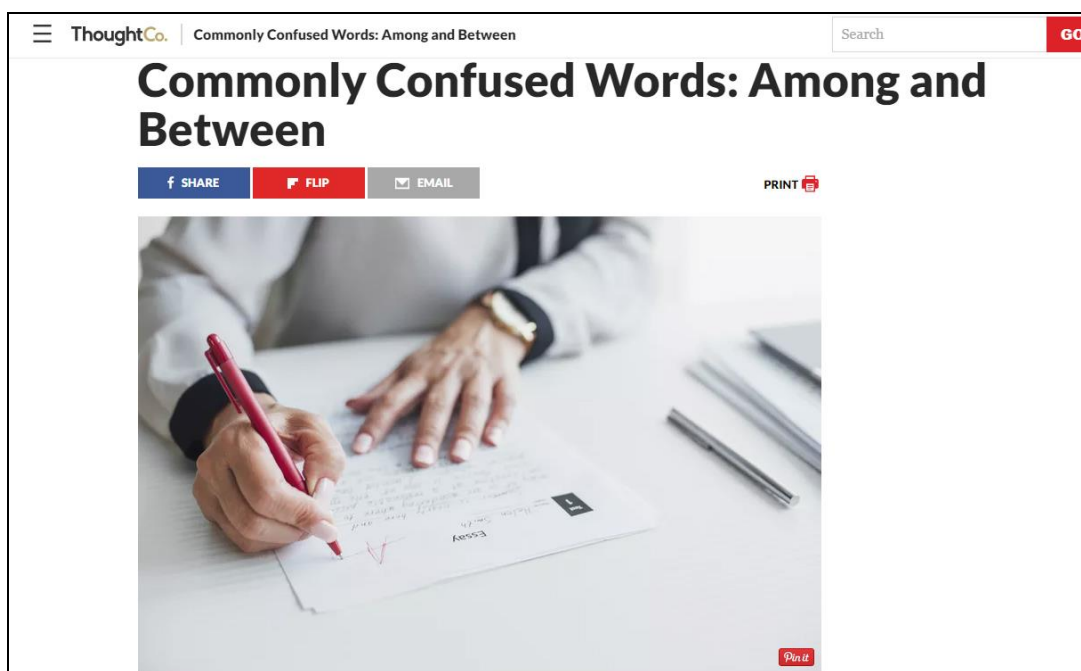 ThoughtCo. Commonly Confused Words: Among and Between Search GO
Commonly Confused Words: Among and
Between
f SHARE FLIP EMAIL PRINT
Essay
A
Pin it